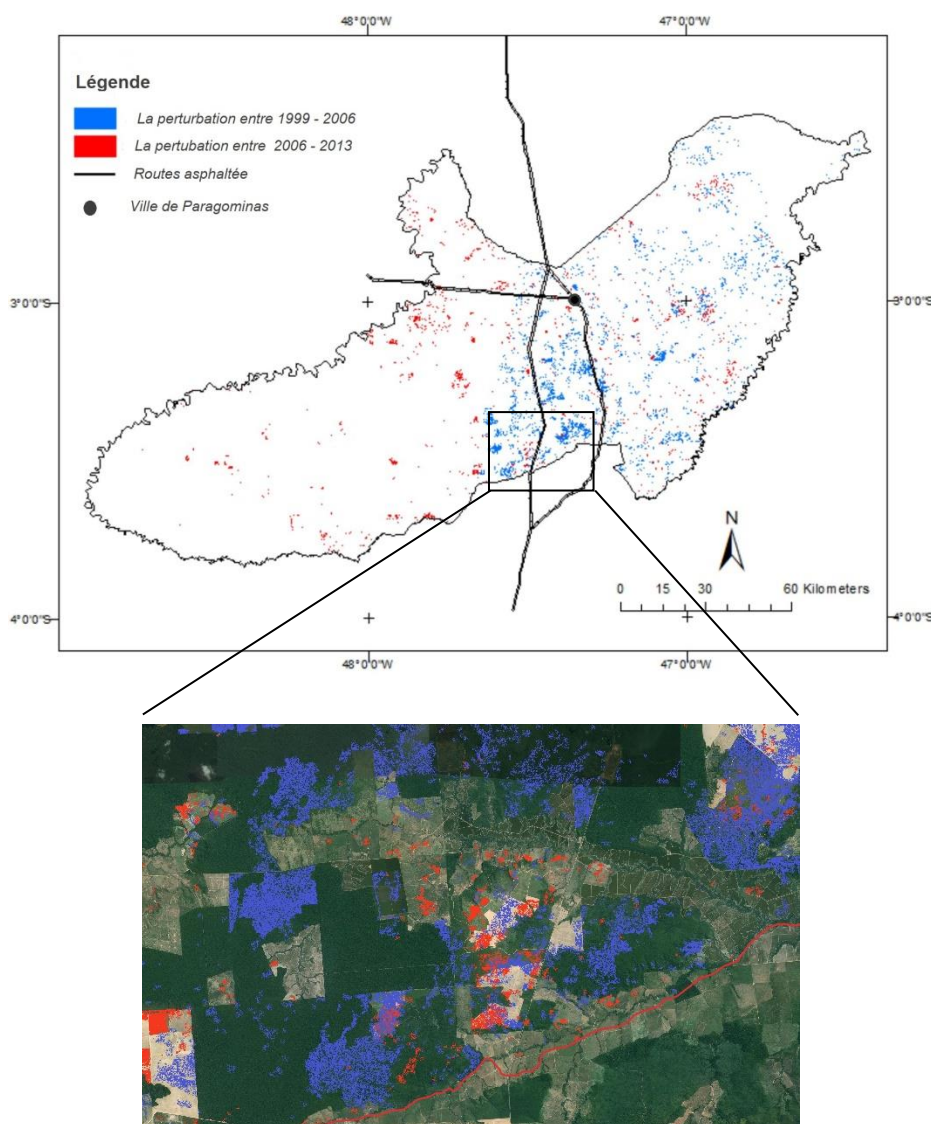 48°0'0"W 47°0'0"W
Légende
La perturbation entre 1999 - 2006
La pertubation entre 2006 - 2013
Routes asphaltée
Ville de Paragominas
3°0'0"S 3°0'0"S
N
0 15 30 60 Kilometers
4°0'0"S 4°0'0"S
48°0'0"W 47°0'0"W